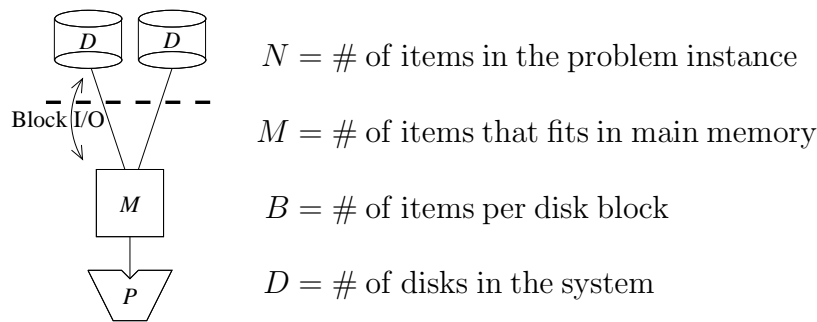 D D
Block I/O
M
P
N = # of items in the problem instance
M = # of items that fits in main memory
B = # of items per disk block
D = # of disks in the system